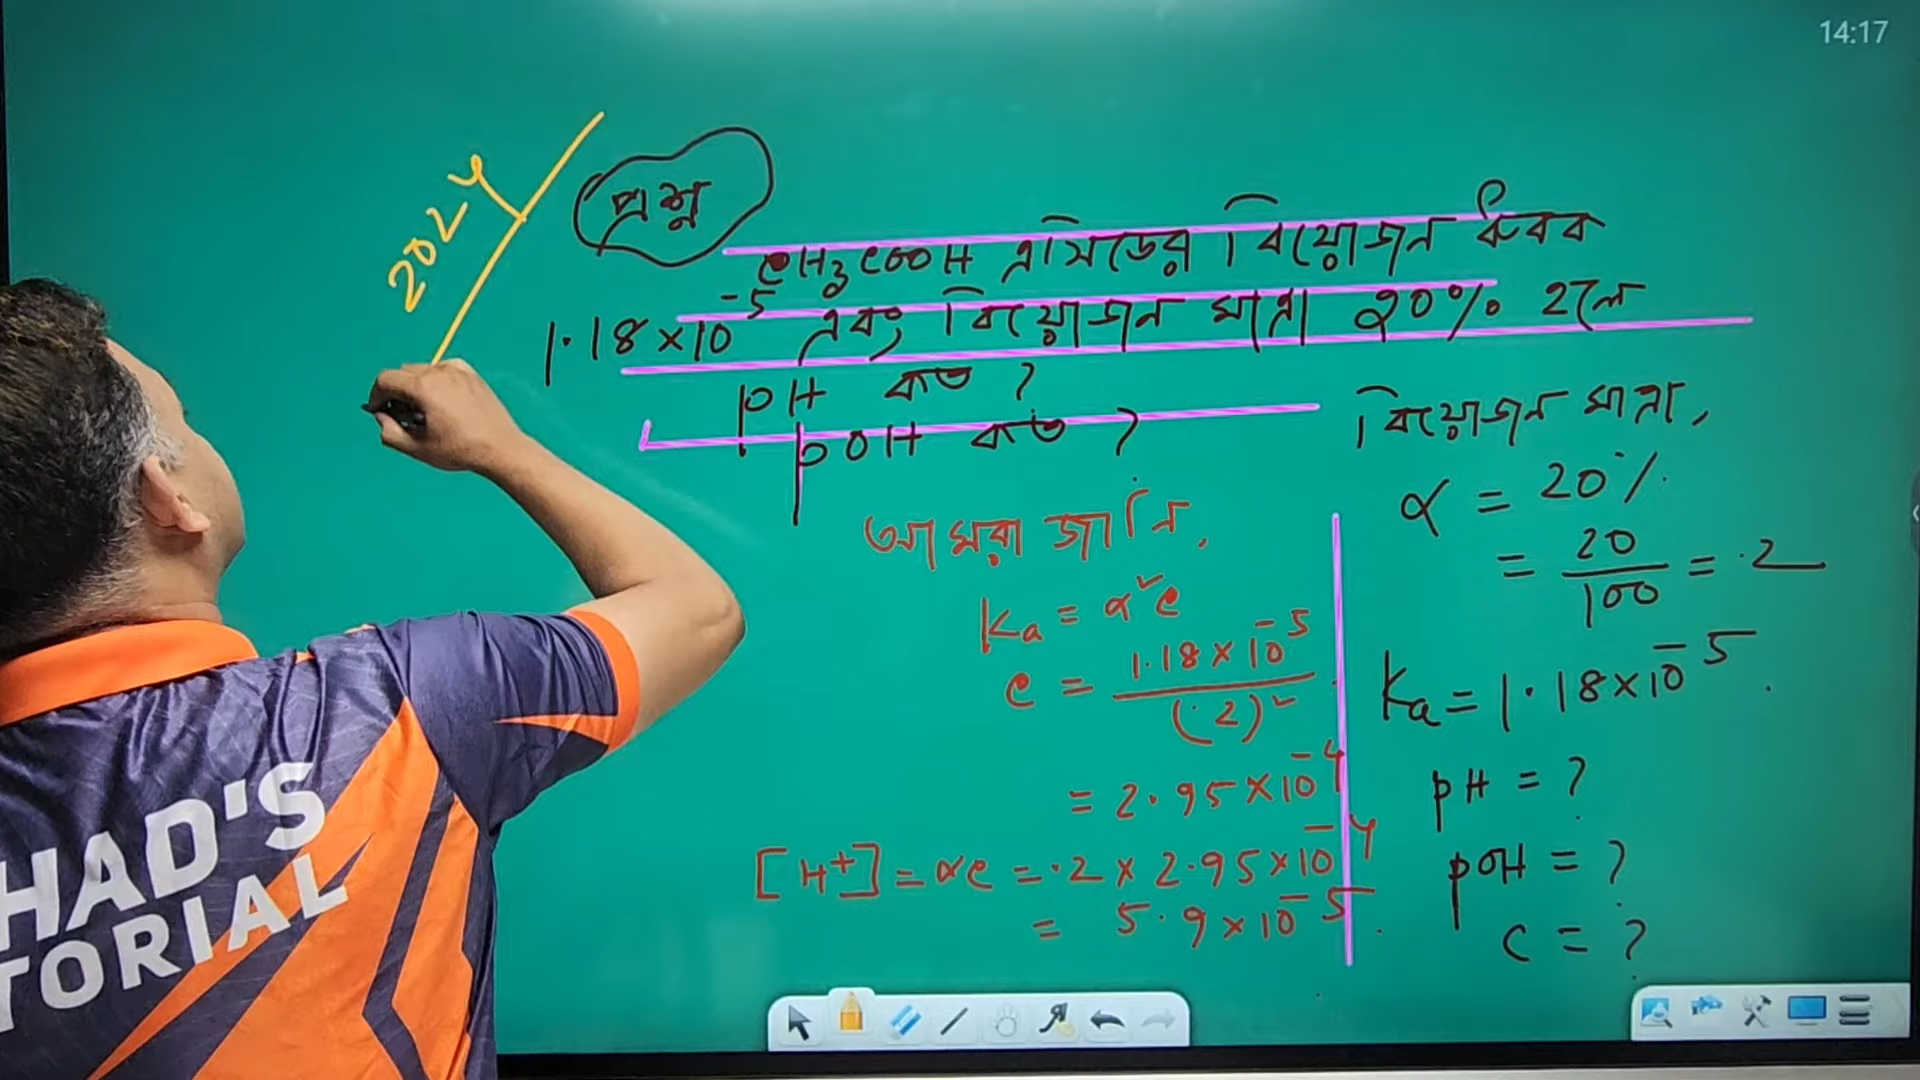 14:17
2024
প্রশ্ন
CH3COOH এসিডের বিয়োজন ধ্রুবক
1.18×10^-5 এবং বিয়োজন মাত্রা 20% হলে
pH কত ?
pOH কত ?
আমরা জানি,
Ka = α²c
c = 1.18×10^-5 / (.2)²
= 2.95×10^-4
[H+] = αc = .2 × 2.95×10^-4
= 5.9×10^-5
বিয়োজন মাত্রা,
α = 20%
= 20/100 = .2
Ka = 1.18×10^-5
pH = ?
pOH = ?
c = ?
HAD'S
TORIAL